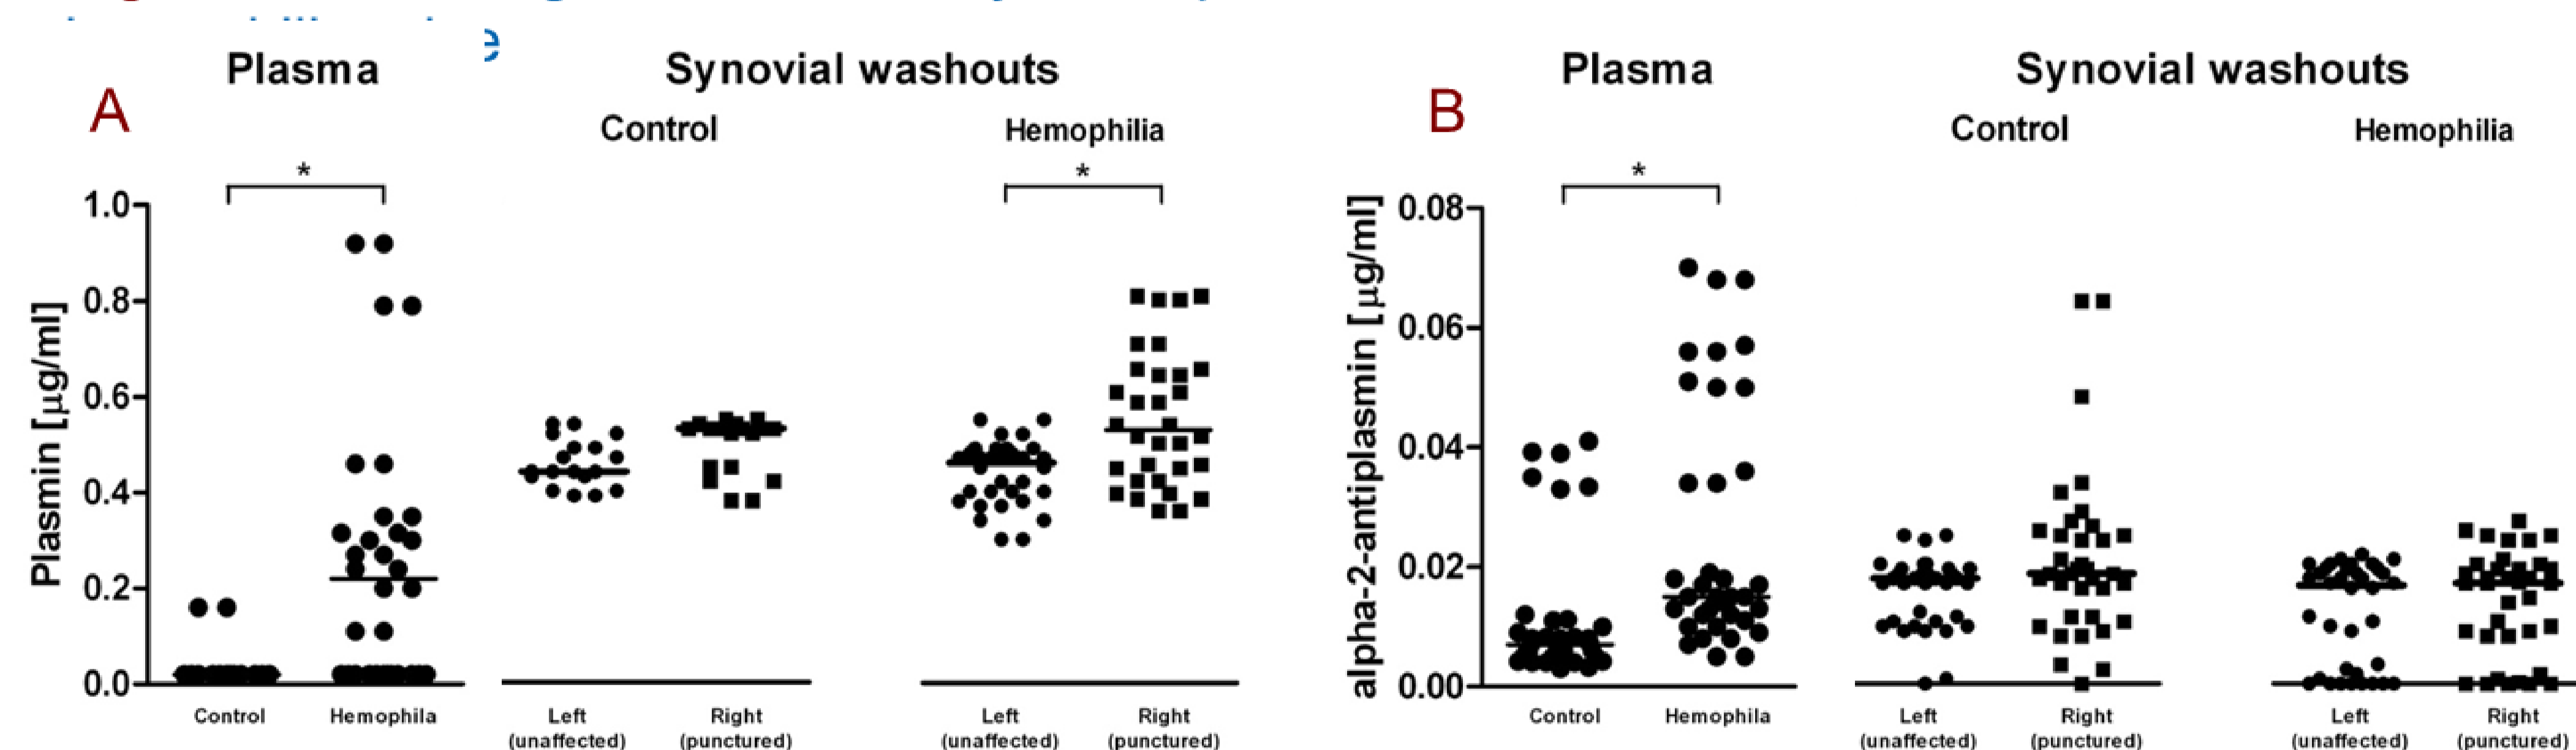 e
Plasma
Synovial washouts
A
Control
Hemophilia
*
*
Plasmin [µg/ml]
1.0
0.8
0.6
0.4
0.2
0.0
Control
Hemophila
Left
(unaffected)
Right
(punctured)
Left
(unaffected)
Right
(punctured)
Plasma
Synovial washouts
B
Control
Hemophilia
*
alpha-2-antiplasmin [µg/ml]
0.08
0.06
0.04
0.02
0.00
Control
Hemophila
Left
(unaffected)
Right
(punctured)
Left
(unaffected)
Right
(punctured)